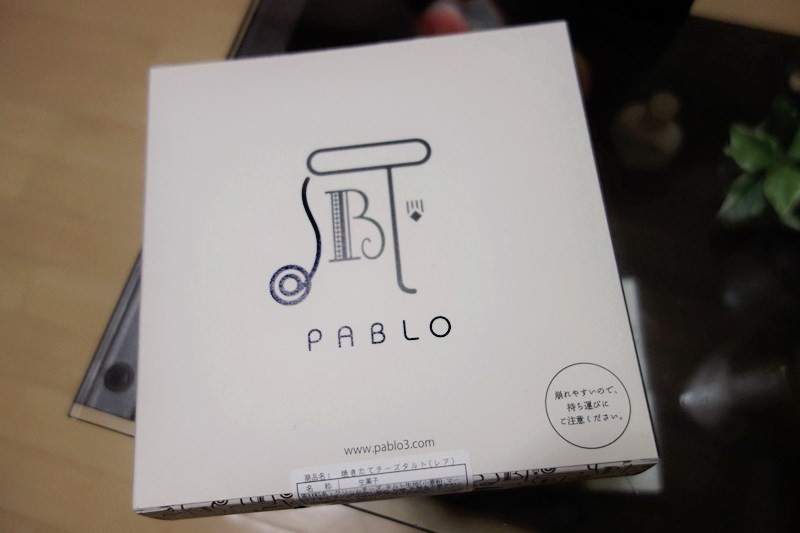 B
PABLO
崩れやすいので、
持ち運びに
ご注意ください。
www.pablo3.com
商品名： 焼きたてチーズタルト(レア)
名 称 生菓子